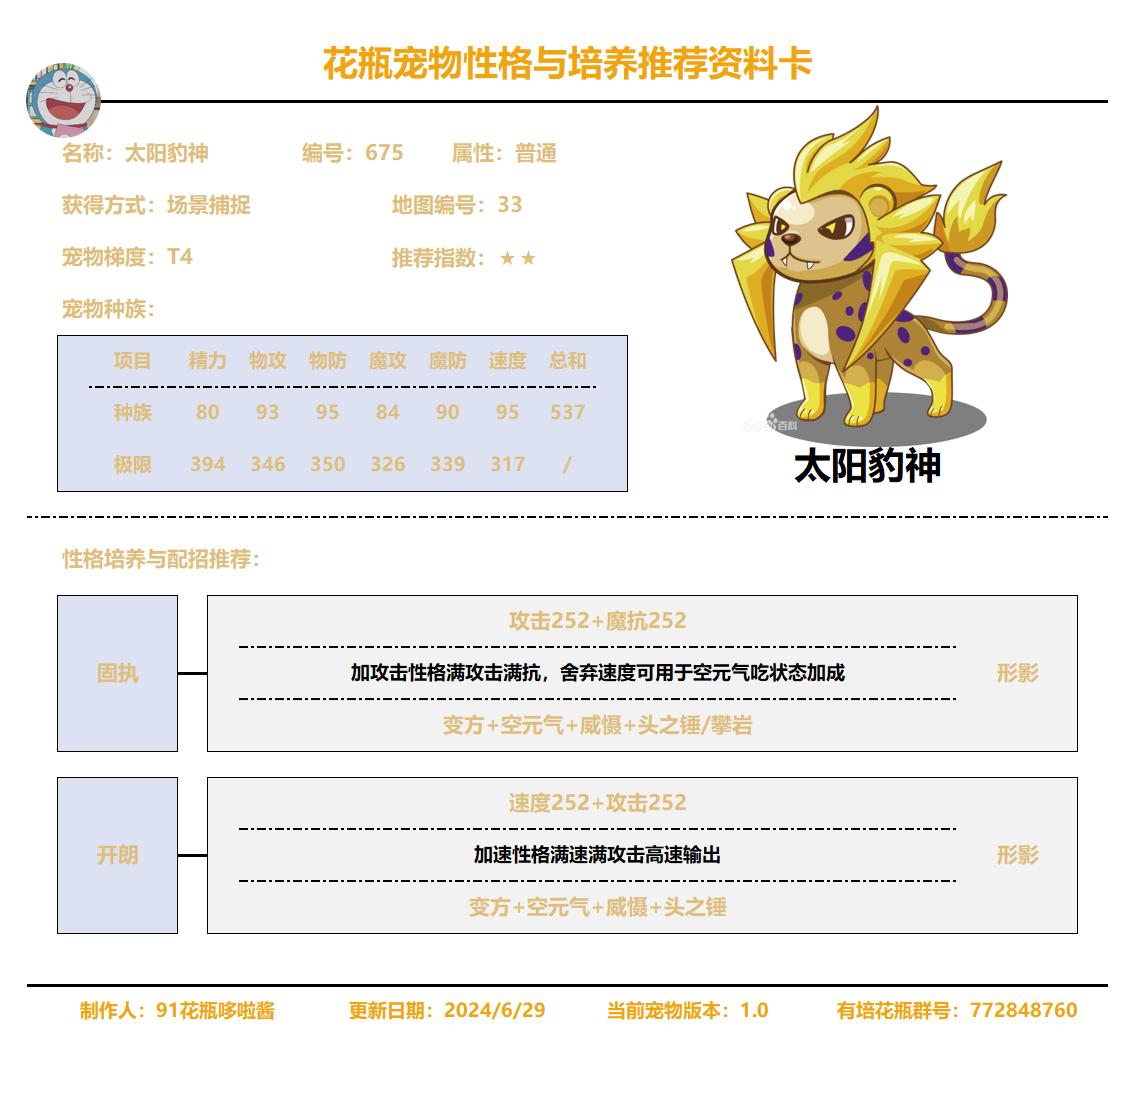 花瓶宠物性格与培养推荐资料卡
名称：太阳豹神 编号：675 属性：普通
获得方式：场景捕捉 地图编号：33
宠物梯度：T4 推荐指数：★★
宠物种族：
项目 精力 物攻 物防 魔攻 魔防 速度 总和
种族 80 93 95 84 90 95 537
极限 394 346 350 326 339 317 /
Bai 百科
太阳豹神
性格培养与配招推荐：
固执
攻击252+魔抗252
加攻击性格满攻击满抗，舍弃速度可用于空元气吃状态加成
变方+空元气+威慑+头之锤/攀岩
形影
开朗
速度252+攻击252
加速性格满速满攻击高速输出
变方+空元气+威慑+头之锤
形影
制作人：91花瓶哆啦酱 更新日期：2024/6/29 当前宠物版本：1.0 有培花瓶群号：772848760